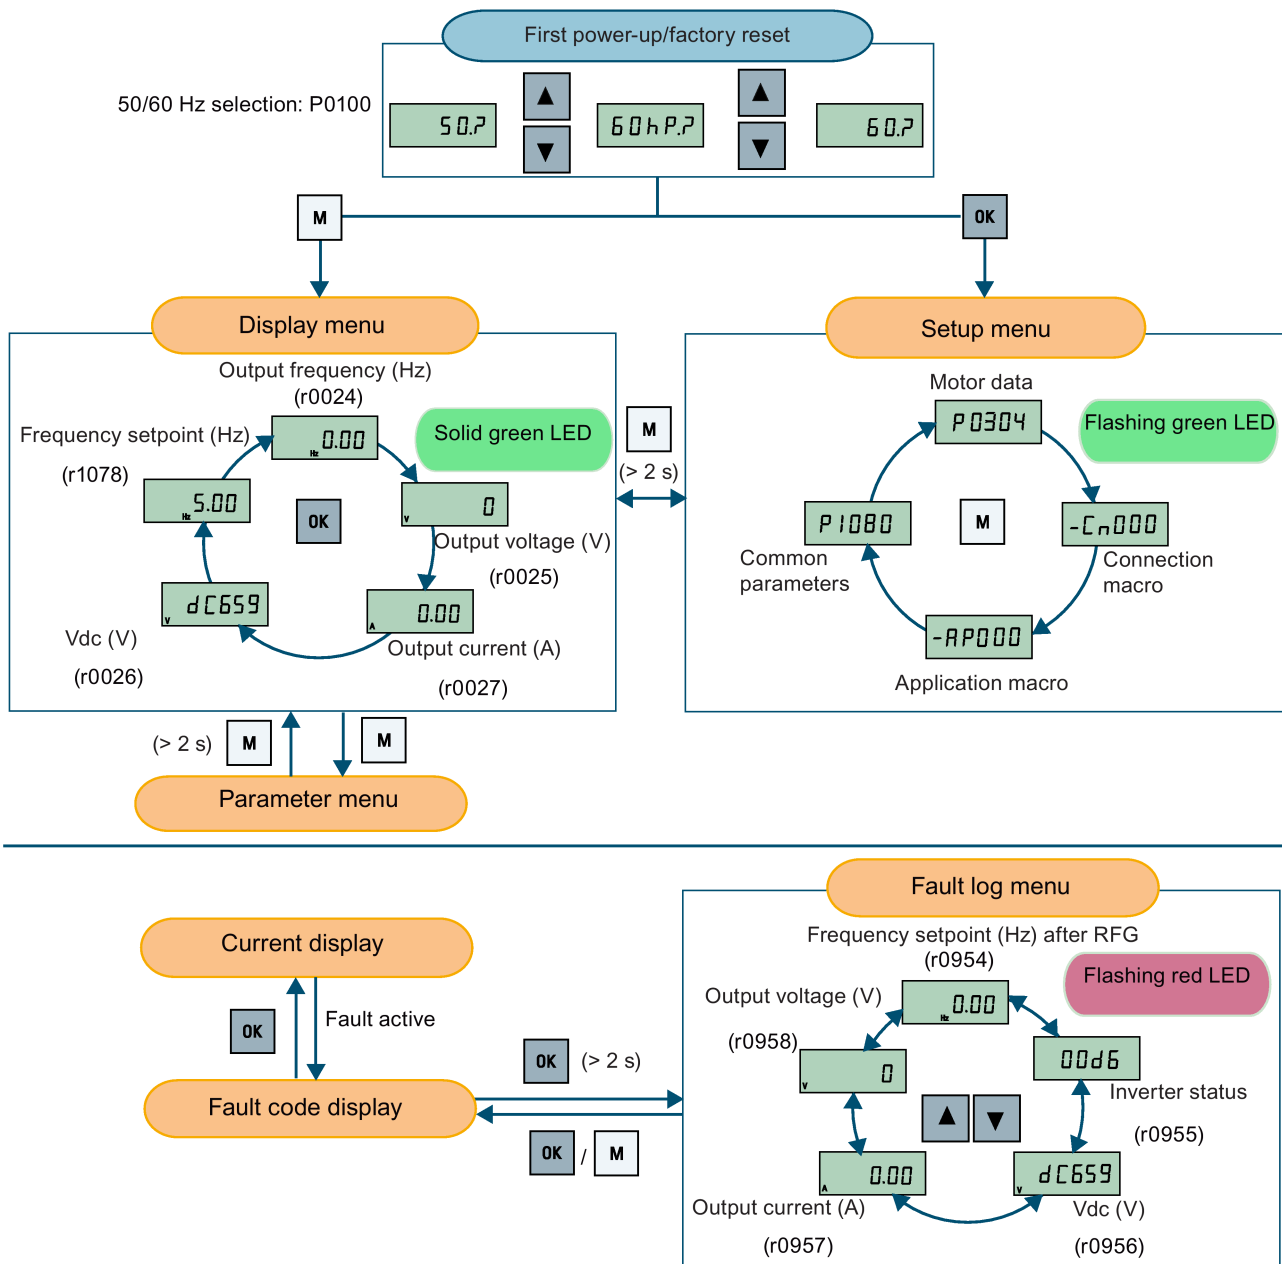 First power-up/factory reset
50/60 Hz selection: P0100
50.?
60hP.?
60.?
M
OK
Display menu
Output frequency (Hz)
(r0024)
Hz 0.00
Solid green LED
Frequency setpoint (Hz)
(r1078)
Hz 5.00
OK
V 0
Output voltage (V)
(r0025)
dC659
V
Vdc (V)
(r0026)
A 0.00
Output current (A)
(r0027)
M
(> 2 s)
Setup menu
Motor data
P0304
Flashing green LED
P1080
M
-Cn000
Common
parameters
Connection
macro
-AP000
Application macro
(> 2 s)
M
M
Parameter menu
Current display
OK
Fault active
Fault code display
OK
(> 2 s)
OK
/
M
Fault log menu
Frequency setpoint (Hz) after RFG
(r0954)
Hz 0.00
Flashing red LED
Output voltage (V)
(r0958)
V 0
00d6
Inverter status
(r0955)
A 0.00
Output current (A)
(r0957)
V dC659
Vdc (V)
(r0956)